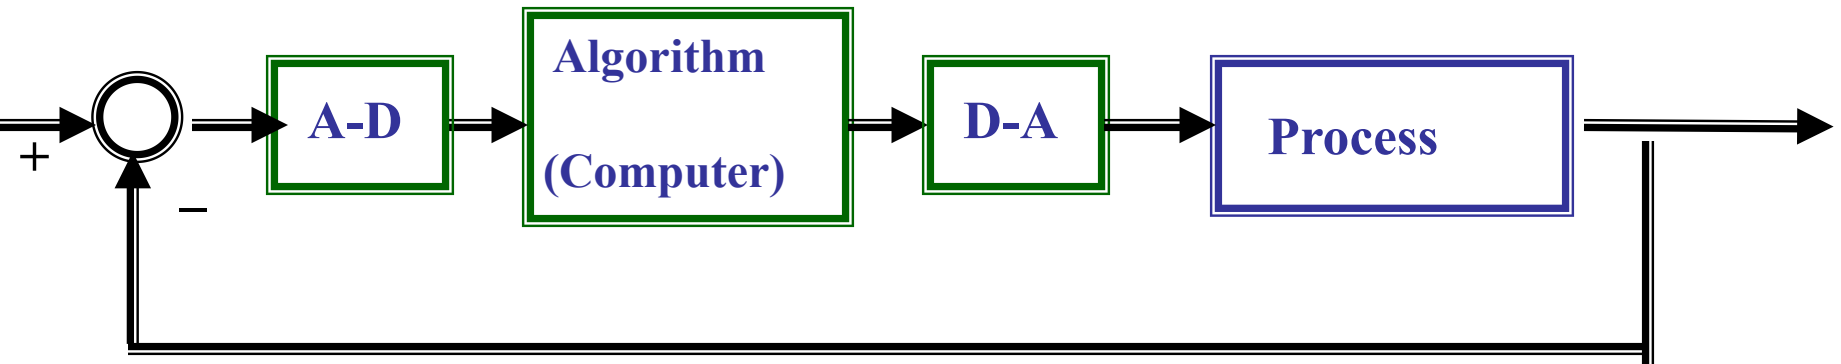 A-D
Algorithm
(Computer)
D-A
Process
+
−